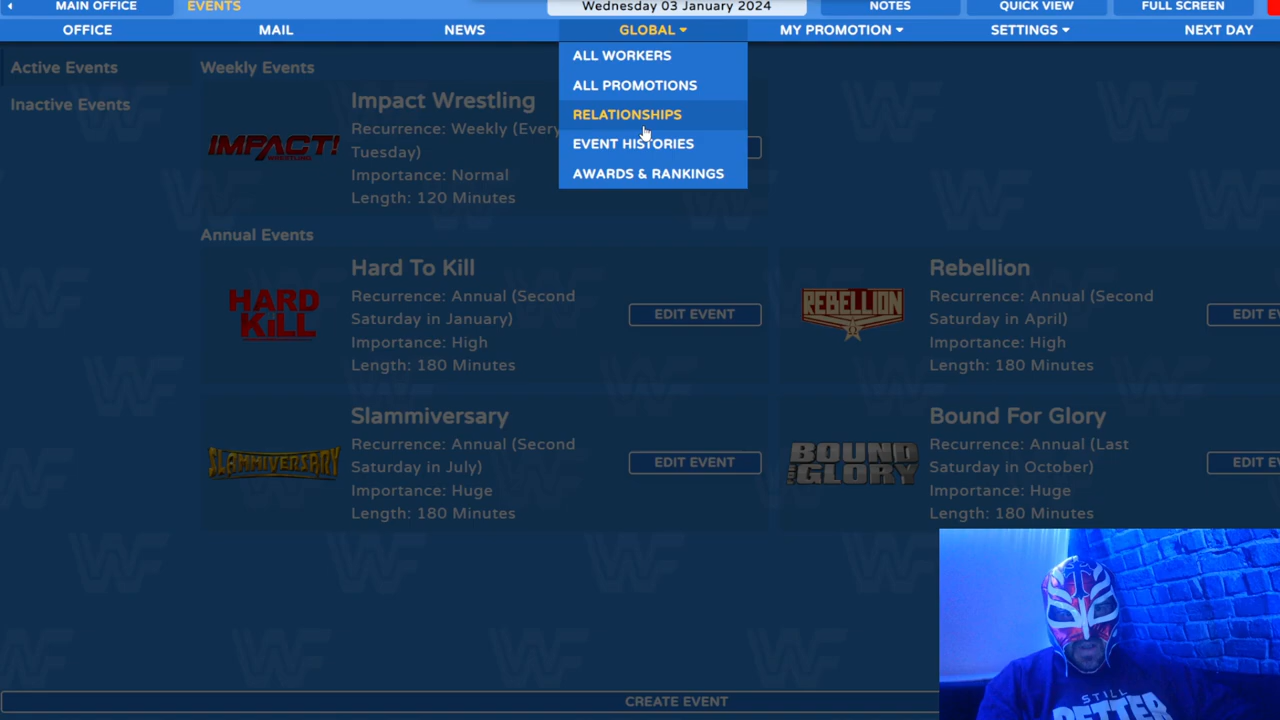 MAIN OFFICE
EVENTS
Wednesday 03 January 2024
NOTES
QUICK VIEW
FULL SCREEN
OFFICE
MAIL
NEWS
GLOBAL
MY PROMOTION
SETTINGS
NEXT DAY
ALL WORKERS
ALL PROMOTIONS
RELATIONSHIPS
EVENT HISTORIES
AWARDS & RANKINGS
Active Events
Inactive Events
Weekly Events
IMPACT!
WRESTLING
Impact Wrestling
Recurrence: Weekly (Every
Tuesday)
Importance: Normal
Length: 120 Minutes
Annual Events
HARD
KILL
Hard To Kill
Recurrence: Annual (Second
Saturday in January)
Importance: High
Length: 180 Minutes
EDIT EVENT
REBELLION
Rebellion
Recurrence: Annual (Second
Saturday in April)
Importance: High
Length: 180 Minutes
EDIT E
SLAMMIVERSARY
Slammiversary
Recurrence: Annual (Second
Saturday in July)
Importance: Huge
Length: 180 Minutes
EDIT EVENT
BOUND
FOR GLORY
Bound For Glory
Recurrence: Annual (Last
Saturday in October)
Importance: Huge
Length: 180 Minutes
EDIT E
CREATE EVENT
STILL
BETTER